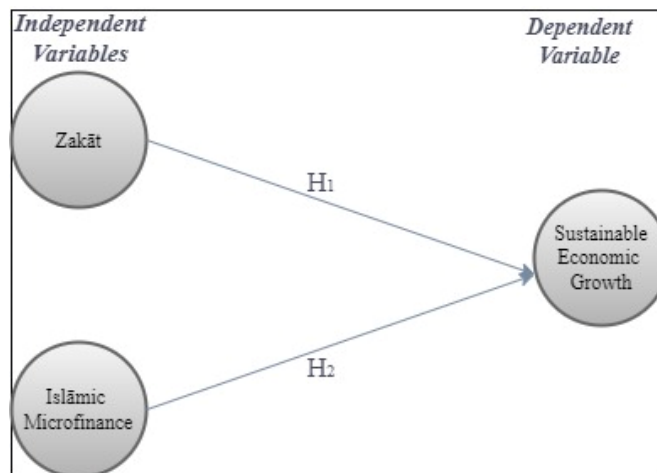 Independent
Variables
Dependent
Variable
Zakāt
H1
Sustainable
Economic
Growth
H2
Islāmic
Microfinance